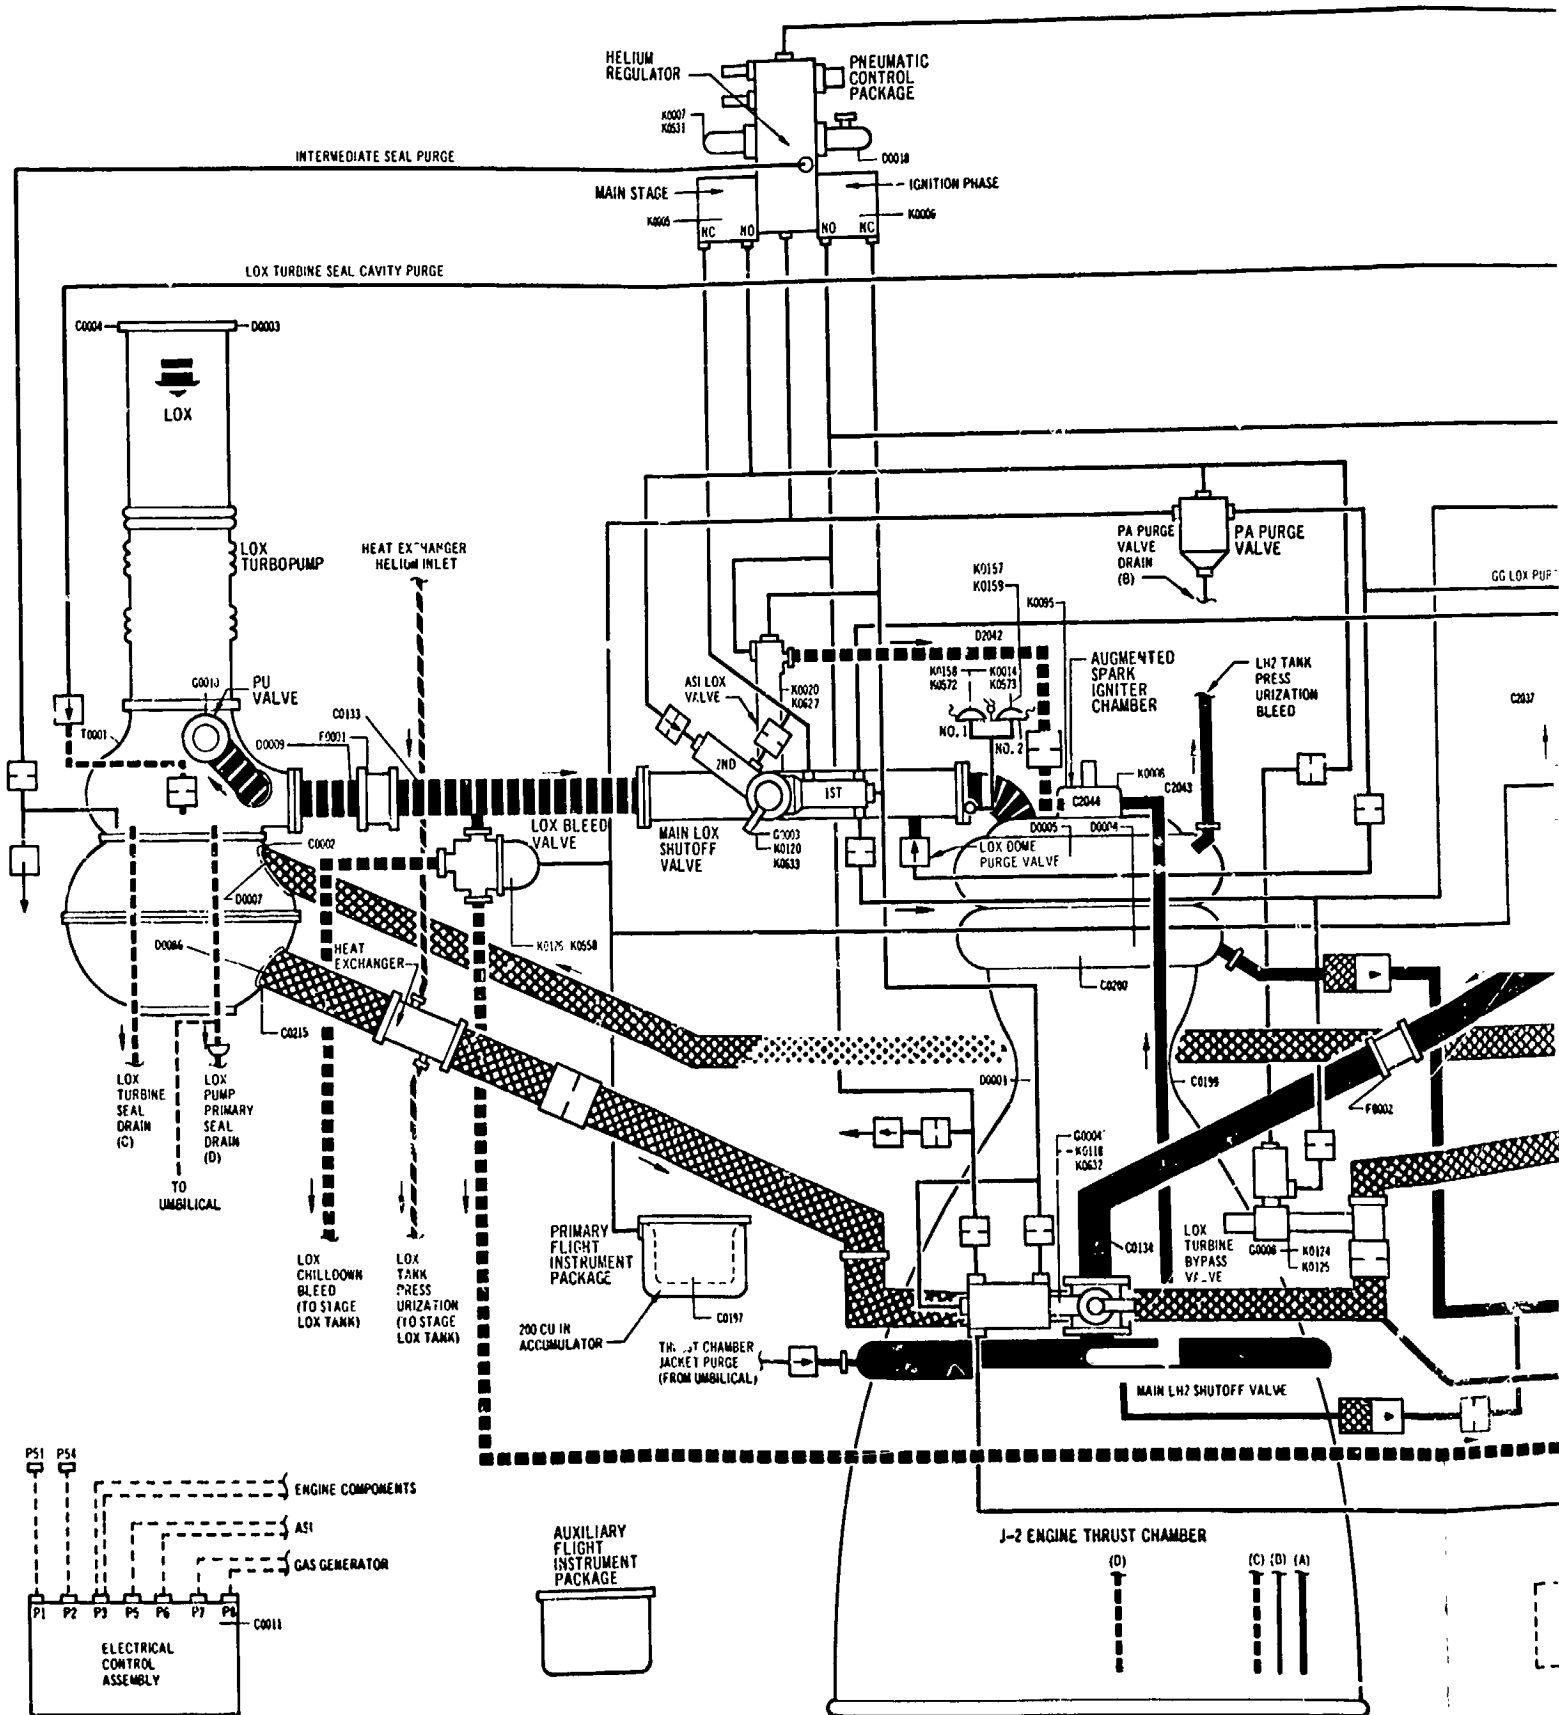 HELIUM
REGULATOR
PNEUMATIC
CONTROL
PACKAGE
K0007
K0531
D0018
INTERMEDIATE SEAL PURGE
MAIN STAGE
IGNITION PHASE
K0005
K0006
NC
NO
NO
NC
LOX TURBINE SEAL CAVITY PURGE
C0004
D0003
LOX
LOX
TURBOPUMP
HEAT EXCHANGER
HELIUM INLET
PA PURGE
VALVE
DRAIN
(B)
PA PURGE
VALVE
GG LOX
K0157
K0159
K0095
D2042
K0158
K0572
K0014
K0573
AUGMENTED
SPARK
IGNITER
CHAMBER
LH2 TANK
PRESS
URIZATION
BLEED
C2037
G0010
PU
VALVE
ASI LOX
VALVE
K0020
K0627
T0001
D0009
F0001
C0133
NO. 1
NO. 2
2ND
1ST
C2044
K0008
C2043
LOX BLEED
VALVE
MAIN LOX
SHUTOFF
VALVE
G0003
K0120
K0633
D0005
D0004
LOX DOME
PURGE VALVE
C0002
D0007
K0126
K0558
D0086
HEAT
EXCHANGER
C0215
C0200
LOX
TURBINE
SEAL
DRAIN
(C)
LOX
PUMP
PRIMARY
SEAL
DRAIN
(D)
TO
UMBILICAL
D0001
C0199
F0002
G0004
K0118
K0632
LOX
CHILLDOWN
BLEED
(TO STAGE
LOX TANK)
LOX
TANK
PRESS
URIZATION
(TO STAGE
LOX TANK)
PRIMARY
FLIGHT
INSTRUMENT
PACKAGE
C0197
200 CU IN
ACCUMULATOR
C0134
LOX
TURBINE
BYPASS
VALVE
G0008
K0124
K0125
THRUST CHAMBER
JACKET PURGE
(FROM UMBILICAL)
MAIN LH2 SHUTOFF VALVE
P51
P54
ENGINE COMPONENTS
ASI
GAS GENERATOR
P1
P2
P3
P5
P6
P7
P8
C0011
ELECTRICAL
CONTROL
ASSEMBLY
AUXILIARY
FLIGHT
INSTRUMENT
PACKAGE
J-2 ENGINE THRUST CHAMBER
(D)
(C)
(B)
(A)